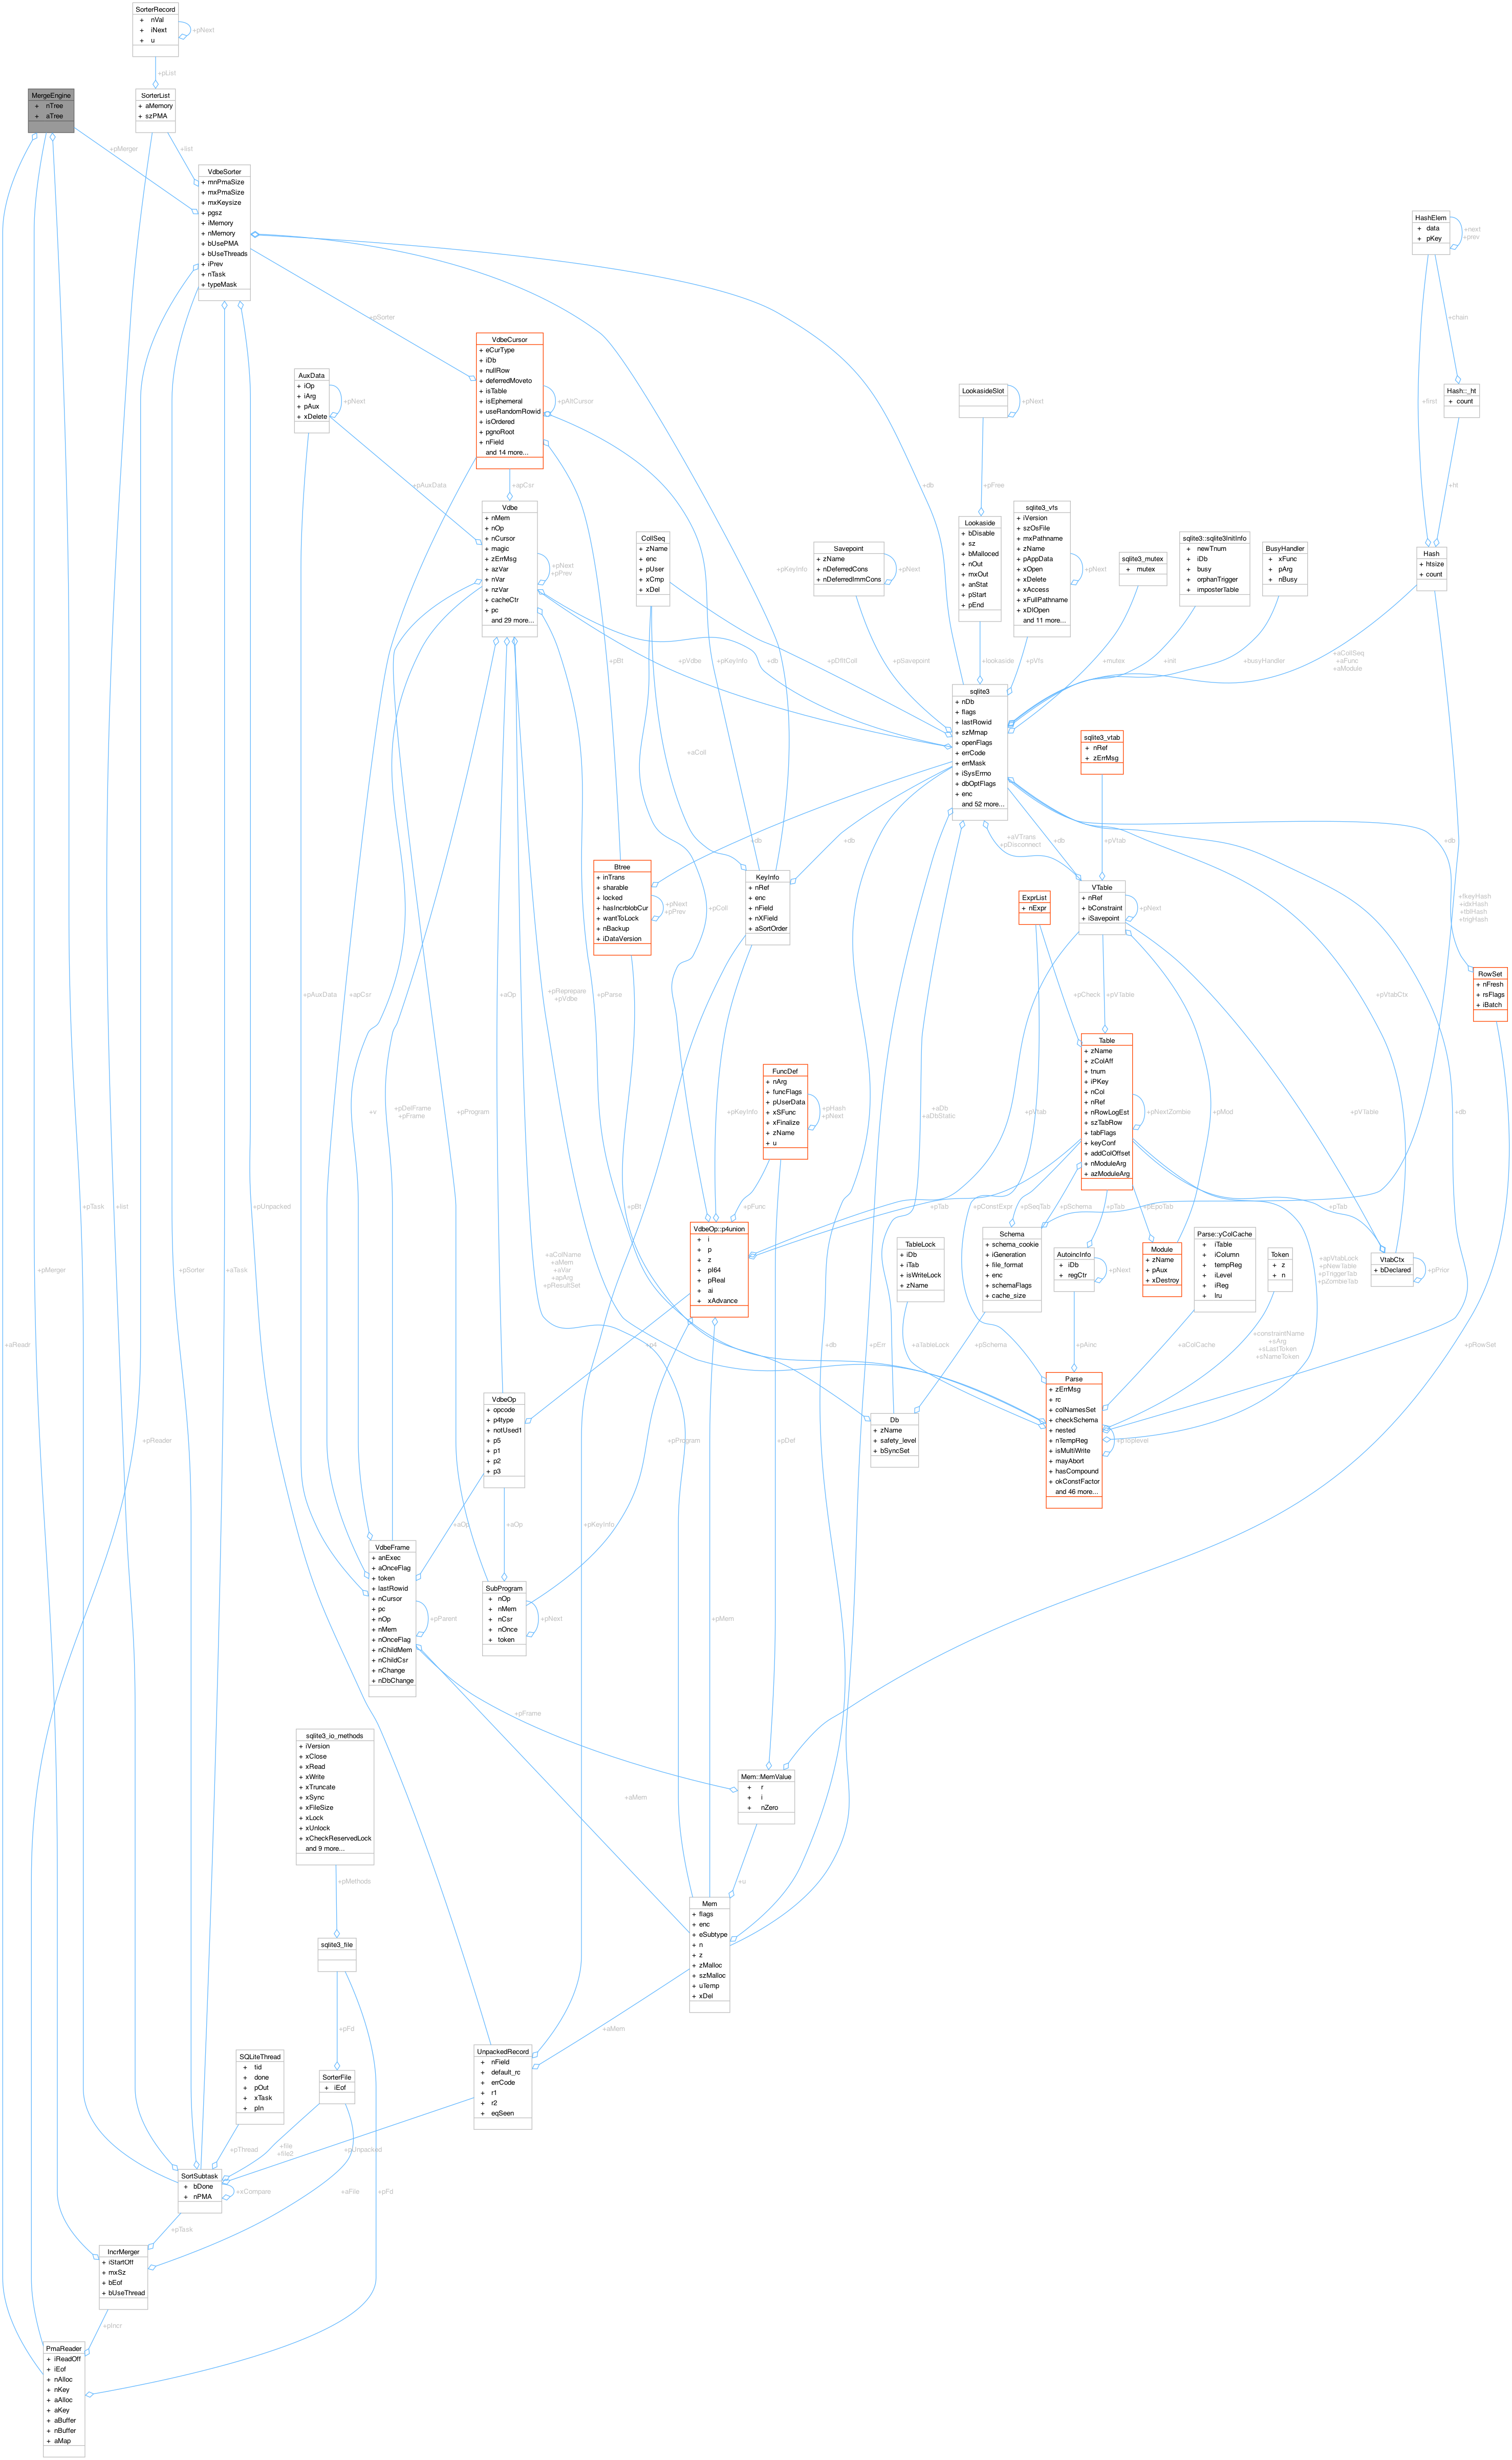 SorterRecord
+ nVal
+ iNext
+ u
+pNext
+pList
MergeEngine
+ nTree
+ aTree
SorterList
+ aMemory
+ szPMA
+pMerger
+list
VdbeSorter
+ mnPmaSize
+ mxPmaSize
+ mxKeysize
+ pgsz
+ iMemory
+ nMemory
+ bUsePMA
+ bUseThreads
+ iPrev
+ nTask
+ typeMask
HashElem
+ data
+ pKey
+next
+prev
+pSorter
+chain
VdbeCursor
+ eCurType
+ iDb
+ nullRow
+ deferredMoveto
+ isTable
+ isEphemeral
+ useRandomRowid
+ isOrdered
+ pgnoRoot
+ nField
and 14 more...
+pAltCursor
AuxData
+ iOp
+ iArg
+ pAux
+ xDelete
+pNext
LookasideSlot
+pNext
Hash::_ht
+ count
+first
+pAuxData
+apCsr
+db
+pFree
+ht
Vdbe
+ nMem
+ nOp
+ nCursor
+ magic
+ zErrMsg
+ azVar
+ nVar
+ nzVar
+ cacheCtr
+ pc
and 29 more...
+pNext
+pPrev
CollSeq
+ zName
+ enc
+ pUser
+ xCmp
+ xDel
+pKeyInfo
Savepoint
+ zName
+ nDeferredCons
+ nDeferredImmCons
+pNext
Lookaside
+ bDisable
+ sz
+ bMalloced
+ nOut
+ mxOut
+ anStat
+ pStart
+ pEnd
sqlite3_vfs
+ iVersion
+ szOsFile
+ mxPathname
+ zName
+ pAppData
+ xOpen
+ xDelete
+ xAccess
+ xFullPathname
+ xDlOpen
and 11 more...
+pNext
sqlite3_mutex
+ mutex
sqlite3::sqlite3InitInfo
+ newTnum
+ iDb
+ busy
+ orphanTrigger
+ imposterTable
BusyHandler
+ xFunc
+ pArg
+ nBusy
Hash
+ htsize
+ count
+pBt
+pVdbe
+db
+pKeyInfo
+pDfltColl
+pSavepoint
+lookaside
+pVfs
+mutex
+init
+busyHandler
+aCollSeq
+aFunc
+aModule
sqlite3
+ nDb
+ flags
+ lastRowid
+ szMmap
+ openFlags
+ errCode
+ errMask
+ iSysErrno
+ dbOptFlags
+ enc
and 52 more...
+aColl
sqlite3_vtab
+ nRef
+ zErrMsg
+db
+db
+aVTrans
+pDisconnect
+db
+pVtab
+db
Btree
+ inTrans
+ sharable
+ locked
+ hasIncrblobCur
+ wantToLock
+ nBackup
+ iDataVersion
+pNext
+pPrev
+pColl
KeyInfo
+ nRef
+ enc
+ nField
+ nXField
+ aSortOrder
ExprList
+ nExpr
VTable
+ nRef
+ bConstraint
+ iSavepoint
+pNext
+fkeyHash
+idxHash
+tblHash
+trigHash
+pAuxData
+apCsr
+aOp
+pReprepare
+pVdbe
+pParse
+pCheck
+pVTable
+pVtabCtx
RowSet
+ nFresh
+ rsFlags
+ iBatch
Table
+ zName
+ zColAff
+ tnum
+ iPKey
+ nCol
+ nRef
+ nRowLogEst
+ szTabRow
+ tabFlags
+ keyConf
+ addColOffset
+ nModuleArg
+ azModuleArg
+pNextZombie
FuncDef
+ nArg
+ funcFlags
+ pUserData
+ xSFunc
+ xFinalize
+ zName
+ u
+pHash
+pNext
+v
+pDelFrame
+pFrame
+pProgram
+pKeyInfo
+aDb
+aDbStatic
+pVtab
+pMod
+pVTable
+db
+pTask
+list
+pUnpacked
+pBt
+pFunc
+pTab
+pConstExpr
+pSeqTab
+pSchema
+pTab
+pEpoTab
+pTab
VdbeOp::p4union
+ i
+ p
+ z
+ pI64
+ pReal
+ ai
+ xAdvance
TableLock
+ iDb
+ iTab
+ isWriteLock
+ zName
Schema
+ schema_cookie
+ iGeneration
+ file_format
+ enc
+ schemaFlags
+ cache_size
AutoincInfo
+ iDb
+ regCtr
+pNext
Module
+ zName
+ pAux
+ xDestroy
Parse::yColCache
+ iTable
+ iColumn
+ tempReg
+ iLevel
+ iReg
+ lru
Token
+ z
+ n
VtabCtx
+ bDeclared
+pPrior
+apVtabLock
+pNewTable
+pTriggerTab
+pZombieTab
+pMerger
+pSorter
+aTask
+aColName
+aMem
+aVar
+apArg
+pResultSet
+aReadr
+p4
+pErr
+db
+aTableLock
+pSchema
+pAinc
+aColCache
+constraintName
+sArg
+sLastToken
+sNameToken
+pRowSet
Parse
+ zErrMsg
+ rc
+ colNamesSet
+ checkSchema
+ nested
+ nTempReg
+ isMultiWrite
+ mayAbort
+ hasCompound
+ okConstFactor
and 46 more...
+pToplevel
VdbeOp
+ opcode
+ p4type
+ notUsed1
+ p5
+ p1
+ p2
+ p3
Db
+ zName
+ safety_level
+ bSyncSet
+pReader
+pProgram
+pDef
+aOp
+aOp
+pKeyInfo
VdbeFrame
+ anExec
+ aOnceFlag
+ token
+ lastRowid
+ nCursor
+ pc
+ nOp
+ nMem
+ nOnceFlag
+ nChildMem
+ nChildCsr
+ nChange
+ nDbChange
+pParent
SubProgram
+ nOp
+ nMem
+ nCsr
+ nOnce
+ token
+pNext
+pMem
+pFrame
sqlite3_io_methods
+ iVersion
+ xClose
+ xRead
+ xWrite
+ xTruncate
+ xSync
+ xFileSize
+ xLock
+ xUnlock
+ xCheckReservedLock
and 9 more...
Mem::MemValue
+ r
+ i
+ nZero
+aMem
+pMethods
+u
Mem
+ flags
+ enc
+ eSubtype
+ n
+ z
+ zMalloc
+ szMalloc
+ uTemp
+ xDel
sqlite3_file
+pFd
+aMem
SQLiteThread
+ tid
+ done
+ pOut
+ xTask
+ pIn
SorterFile
+ iEof
UnpackedRecord
+ nField
+ default_rc
+ errCode
+ r1
+ r2
+ eqSeen
+pThread
+file
+file2
+pUnpacked
SortSubtask
+ bDone
+ nPMA
+xCompare
+aFile
+pFd
+pTask
IncrMerger
+ iStartOff
+ mxSz
+ bEof
+ bUseThread
+pIncr
PmaReader
+ iReadOff
+ iEof
+ nAlloc
+ nKey
+ aAlloc
+ aKey
+ aBuffer
+ nBuffer
+ aMap